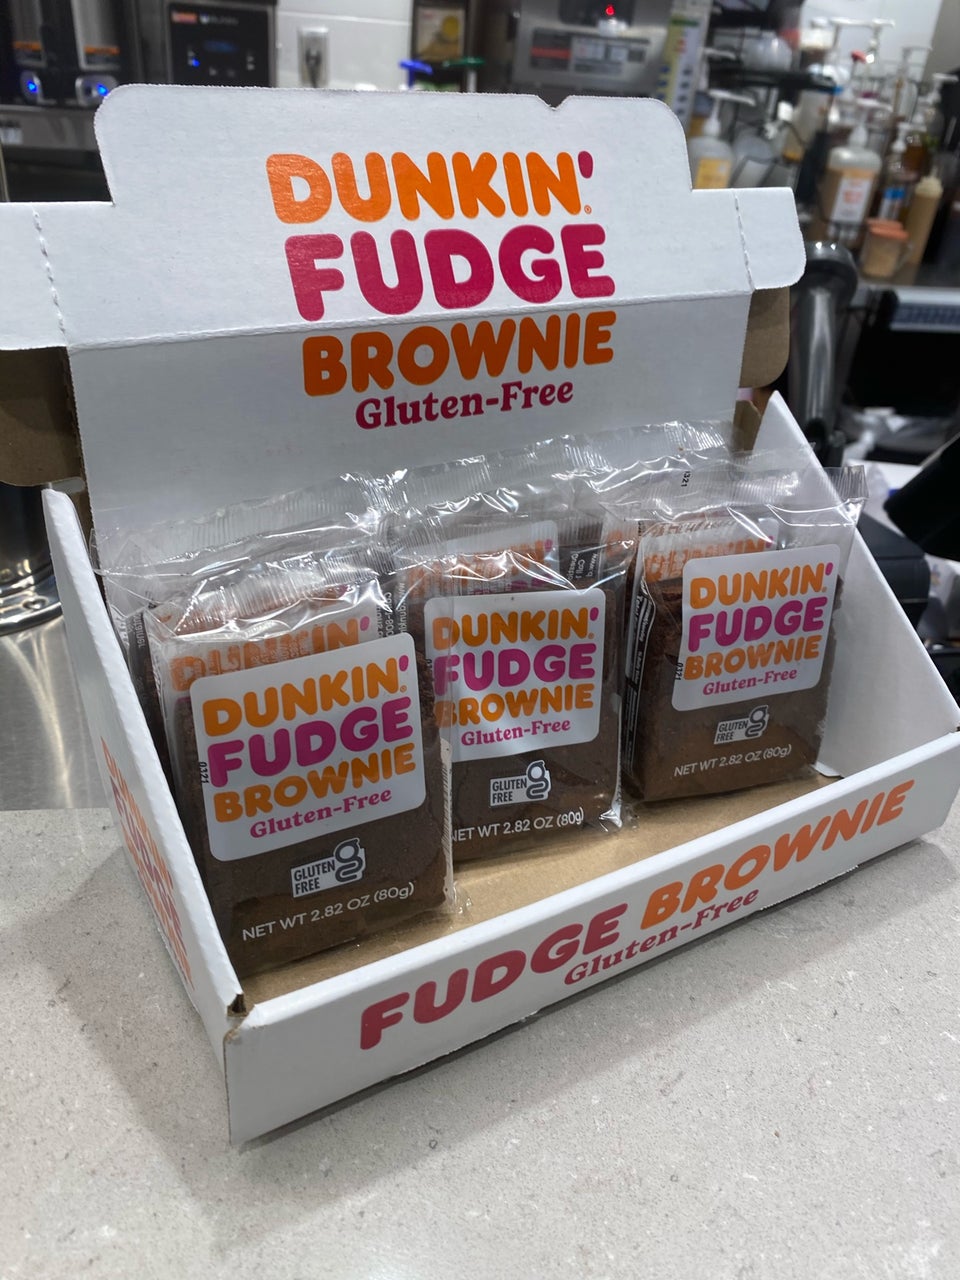 DUNKIN'
FUDGE
BROWNIE
Gluten-Free
DUNKIN'
DUNKIN'
FUDGE
BROWNIE
Gluten-Free
GLUTEN
FREE
NET WT 2.82 OZ (80g)
DUNKIN'
FUDGE
BROWNIE
Gluten-Free
GLUTEN
FREE
NET WT 2.82 OZ (80g)
DUNKIN'
DUNKIN'
FUDGE
BROWNIE
Gluten-Free
GLUTEN
FREE
NET WT 2.82 OZ (80g)
FUDGE BROWNIE
Gluten-Free